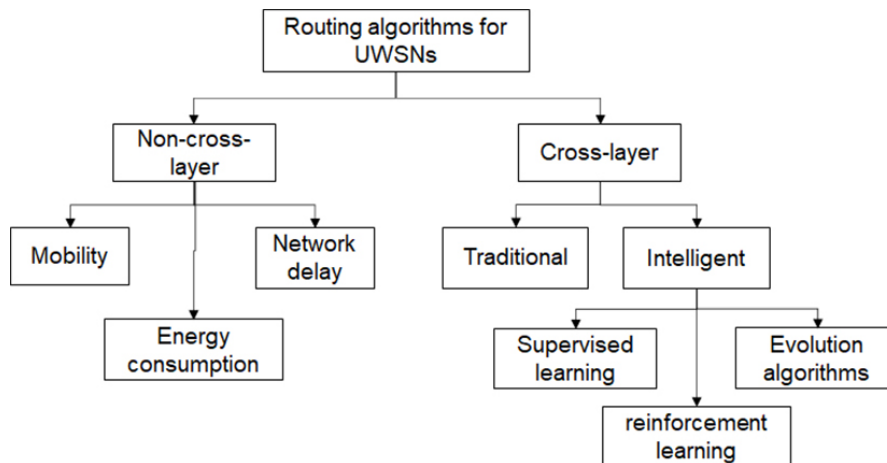 Routing algorithms for
UWSNs
Non-cross-
layer
Cross-layer
Mobility
Network
delay
Traditional
Intelligent
Energy
consumption
Supervised
learning
Evolution
algorithms
reinforcement
learning